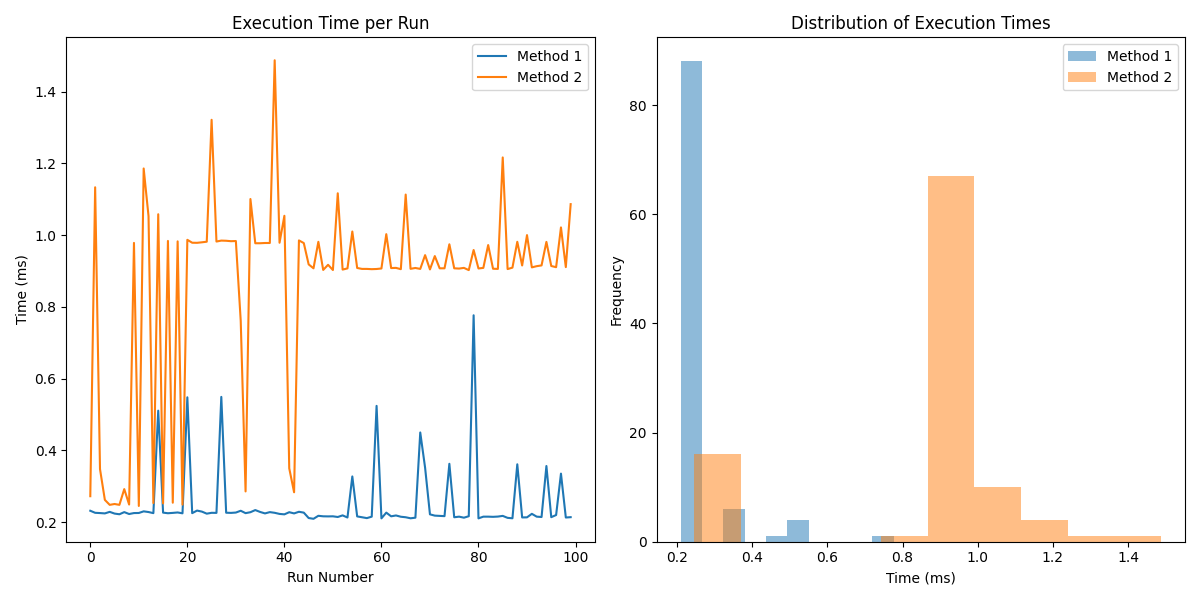 Execution Time per Run
Time (ms)
1.4
1.2
1.0
0.8
0.6
0.4
0.2
0 20 40 60 80 100
Run Number
Method 1
Method 2
Distribution of Execution Times
Frequency
80
60
40
20
0
0.2 0.4 0.6 0.8 1.0 1.2 1.4
Time (ms)
Method 1
Method 2